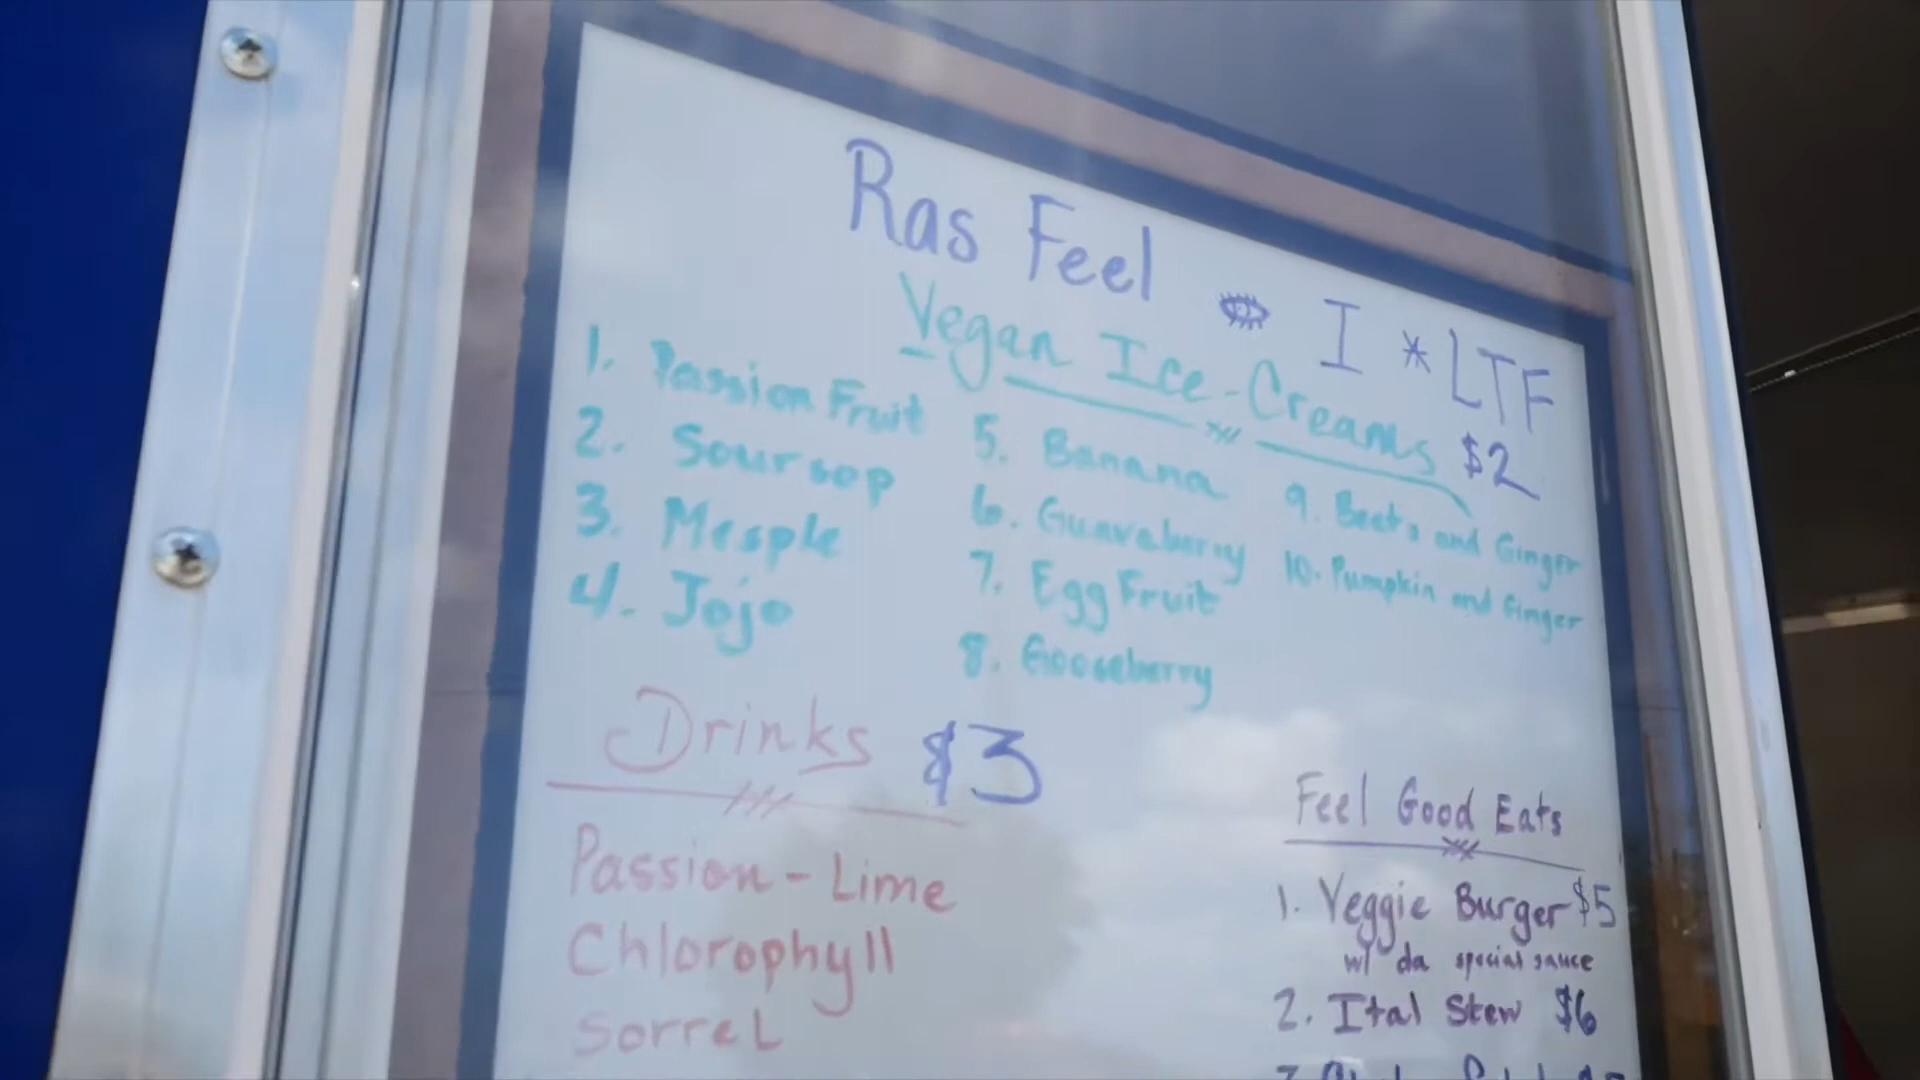 Ras Feel I * LTF
Vegan Ice-Creams $2
1. Passion Fruit
2. Soursop
3. Mesple
4. Jojo
5. Banana
6. Guavaberry
7. Egg Fruit
8. Gooseberry
9. Beets and Ginger
10. Pumpkin and Ginger
Drinks $3
Passion-Lime
Chlorophyll
Sorrel
Feel Good Eats
1. Veggie Burger $5
w/ da special sauce
2. Ital Stew $6